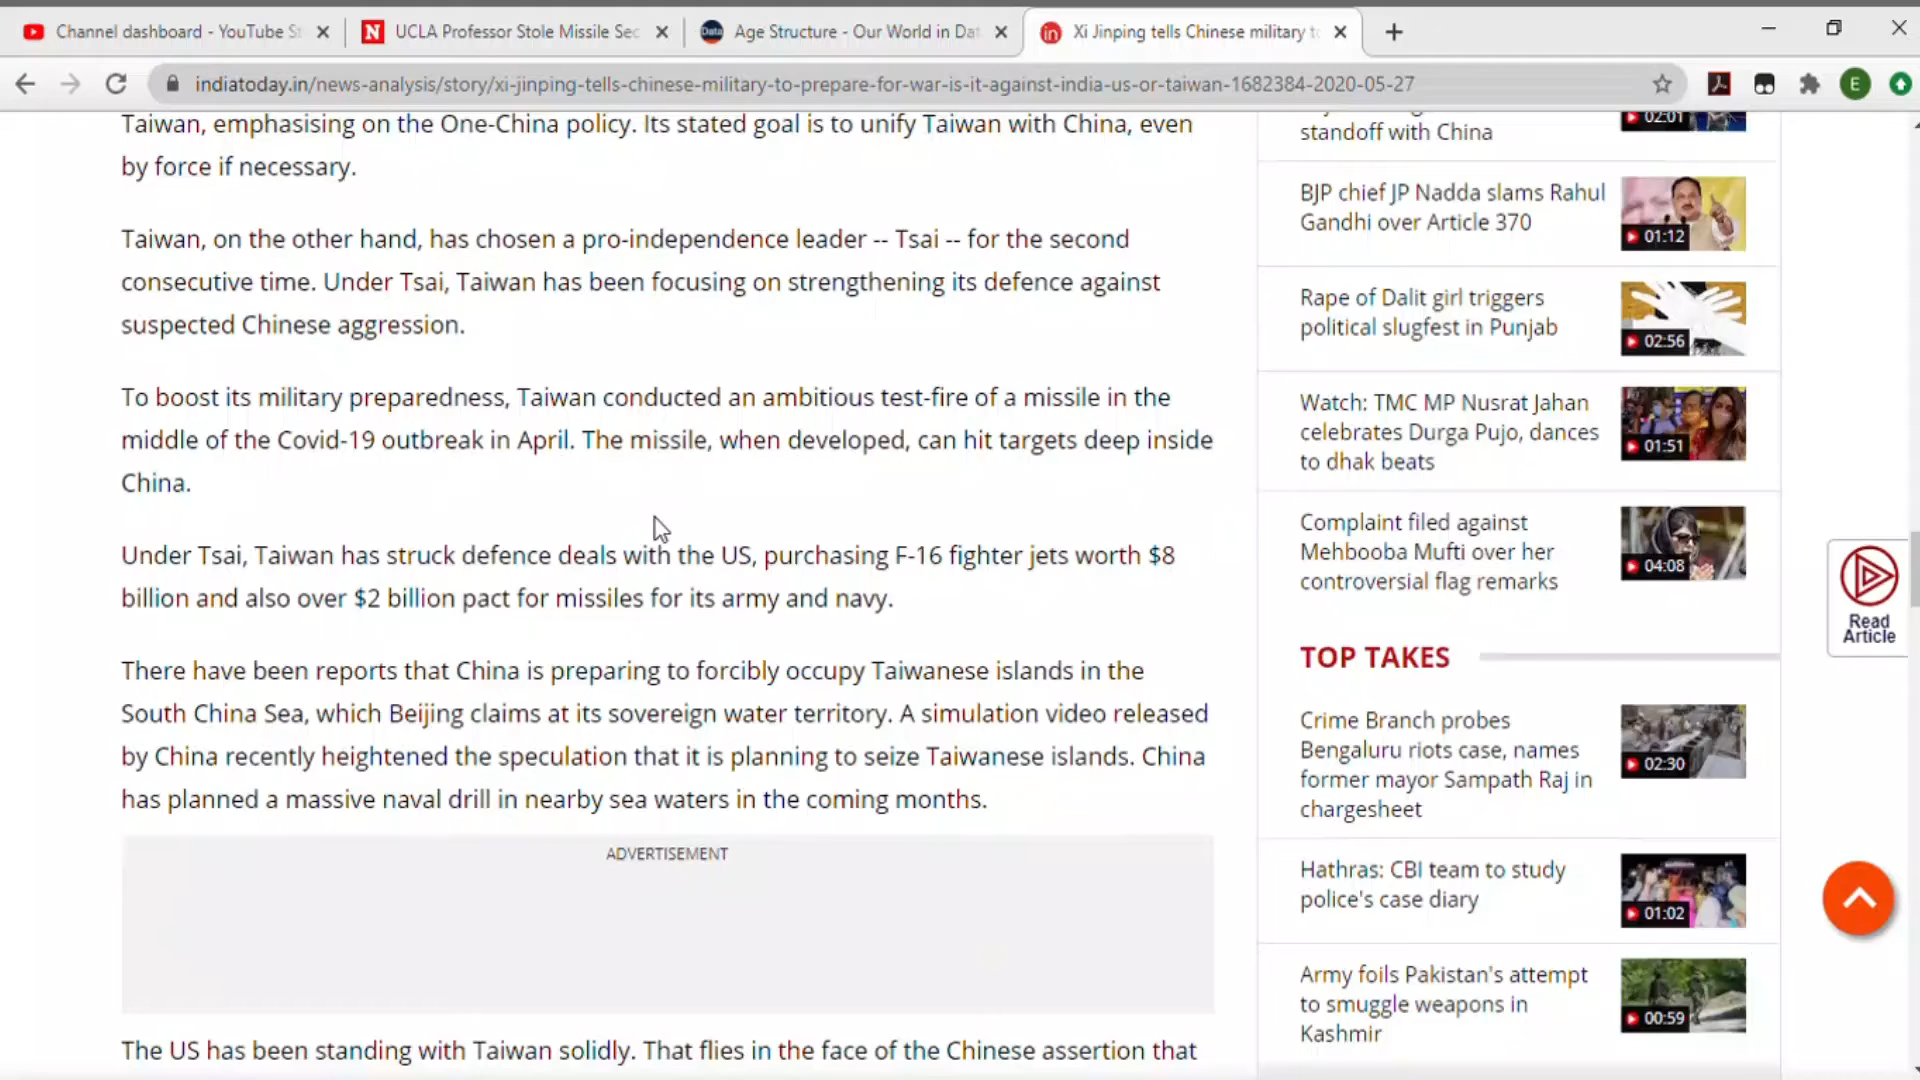 Channel dashboard - YouTube St
UCLA Professor Stole Missile Sec
Age Structure - Our World in Dat
Xi Jinping tells Chinese military to
indiatoday.in/news-analysis/story/xi-jinping-tells-chinese-military-to-prepare-for-war-is-it-against-india-us-or-taiwan-1682384-2020-05-27
E
Taiwan, emphasising on the One-China policy. Its stated goal is to unify Taiwan with China, even
by force if necessary.
Taiwan, on the other hand, has chosen a pro-independence leader -- Tsai -- for the second
consecutive time. Under Tsai, Taiwan has been focusing on strengthening its defence against
suspected Chinese aggression.
To boost its military preparedness, Taiwan conducted an ambitious test-fire of a missile in the
middle of the Covid-19 outbreak in April. The missile, when developed, can hit targets deep inside
China.
Under Tsai, Taiwan has struck defence deals with the US, purchasing F-16 fighter jets worth $8
billion and also over $2 billion pact for missiles for its army and navy.
There have been reports that China is preparing to forcibly occupy Taiwanese islands in the
South China Sea, which Beijing claims at its sovereign water territory. A simulation video released
by China recently heightened the speculation that it is planning to seize Taiwanese islands. China
has planned a massive naval drill in nearby sea waters in the coming months.
ADVERTISEMENT
The US has been standing with Taiwan solidly. That flies in the face of the Chinese assertion that
standoff with China
02:01
BJP chief JP Nadda slams Rahul
Gandhi over Article 370
01:12
Rape of Dalit girl triggers
political slugfest in Punjab
02:56
Watch: TMC MP Nusrat Jahan
celebrates Durga Pujo, dances
to dhak beats
01:51
Complaint filed against
Mehbooba Mufti over her
controversial flag remarks
04:08
TOP TAKES
Crime Branch probes
Bengaluru riots case, names
former mayor Sampath Raj in
chargesheet
02:30
Hathras: CBI team to study
police's case diary
01:02
Army foils Pakistan's attempt
to smuggle weapons in
Kashmir
00:59
Read
Article